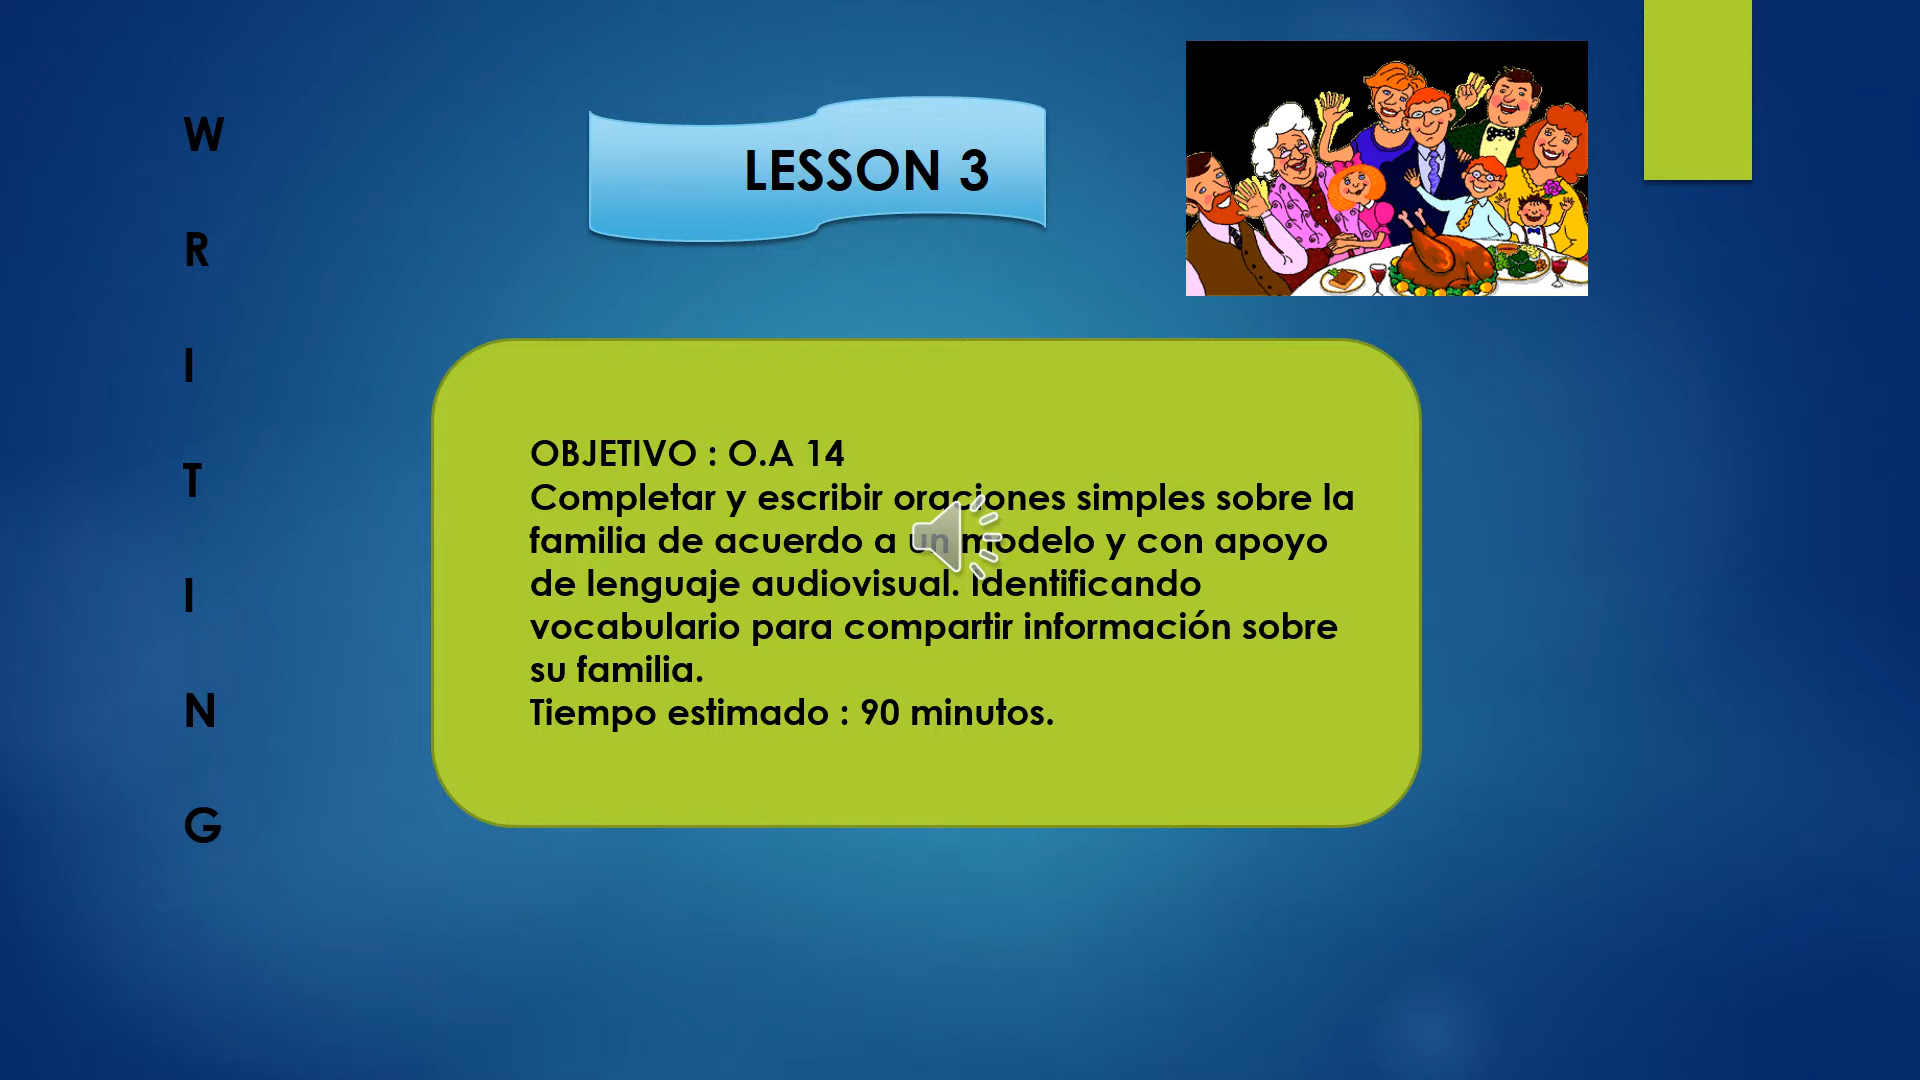 W
R
I
T
I
N
G
LESSON 3
OBJETIVO : O.A 14
Completar y escribir oraciones simples sobre la
familia de acuerdo a un modelo y con apoyo
de lenguaje audiovisual. Identificando
vocabulario para compartir información sobre
su familia.
Tiempo estimado : 90 minutos.